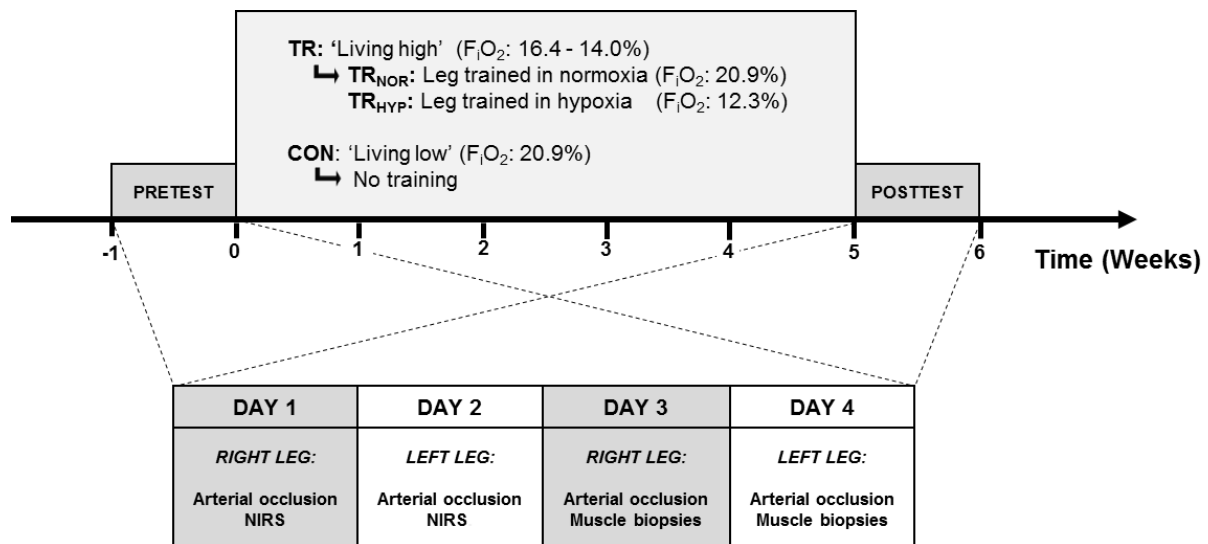 TR: ‘Living high’ (FiO2: 16.4 - 14.0%)
TRNOR: Leg trained in normoxia (FiO2: 20.9%)
TRHYP: Leg trained in hypoxia (FiO2: 12.3%)
CON: ‘Living low’ (FiO2: 20.9%)
No training
PRETEST
POSTTEST
-1 0 1 2 3 4 5 6
Time (Weeks)
DAY 1 DAY 2 DAY 3 DAY 4
RIGHT LEG: LEFT LEG: RIGHT LEG: LEFT LEG:
Arterial occlusion Arterial occlusion Arterial occlusion Arterial occlusion
NIRS NIRS Muscle biopsies Muscle biopsies